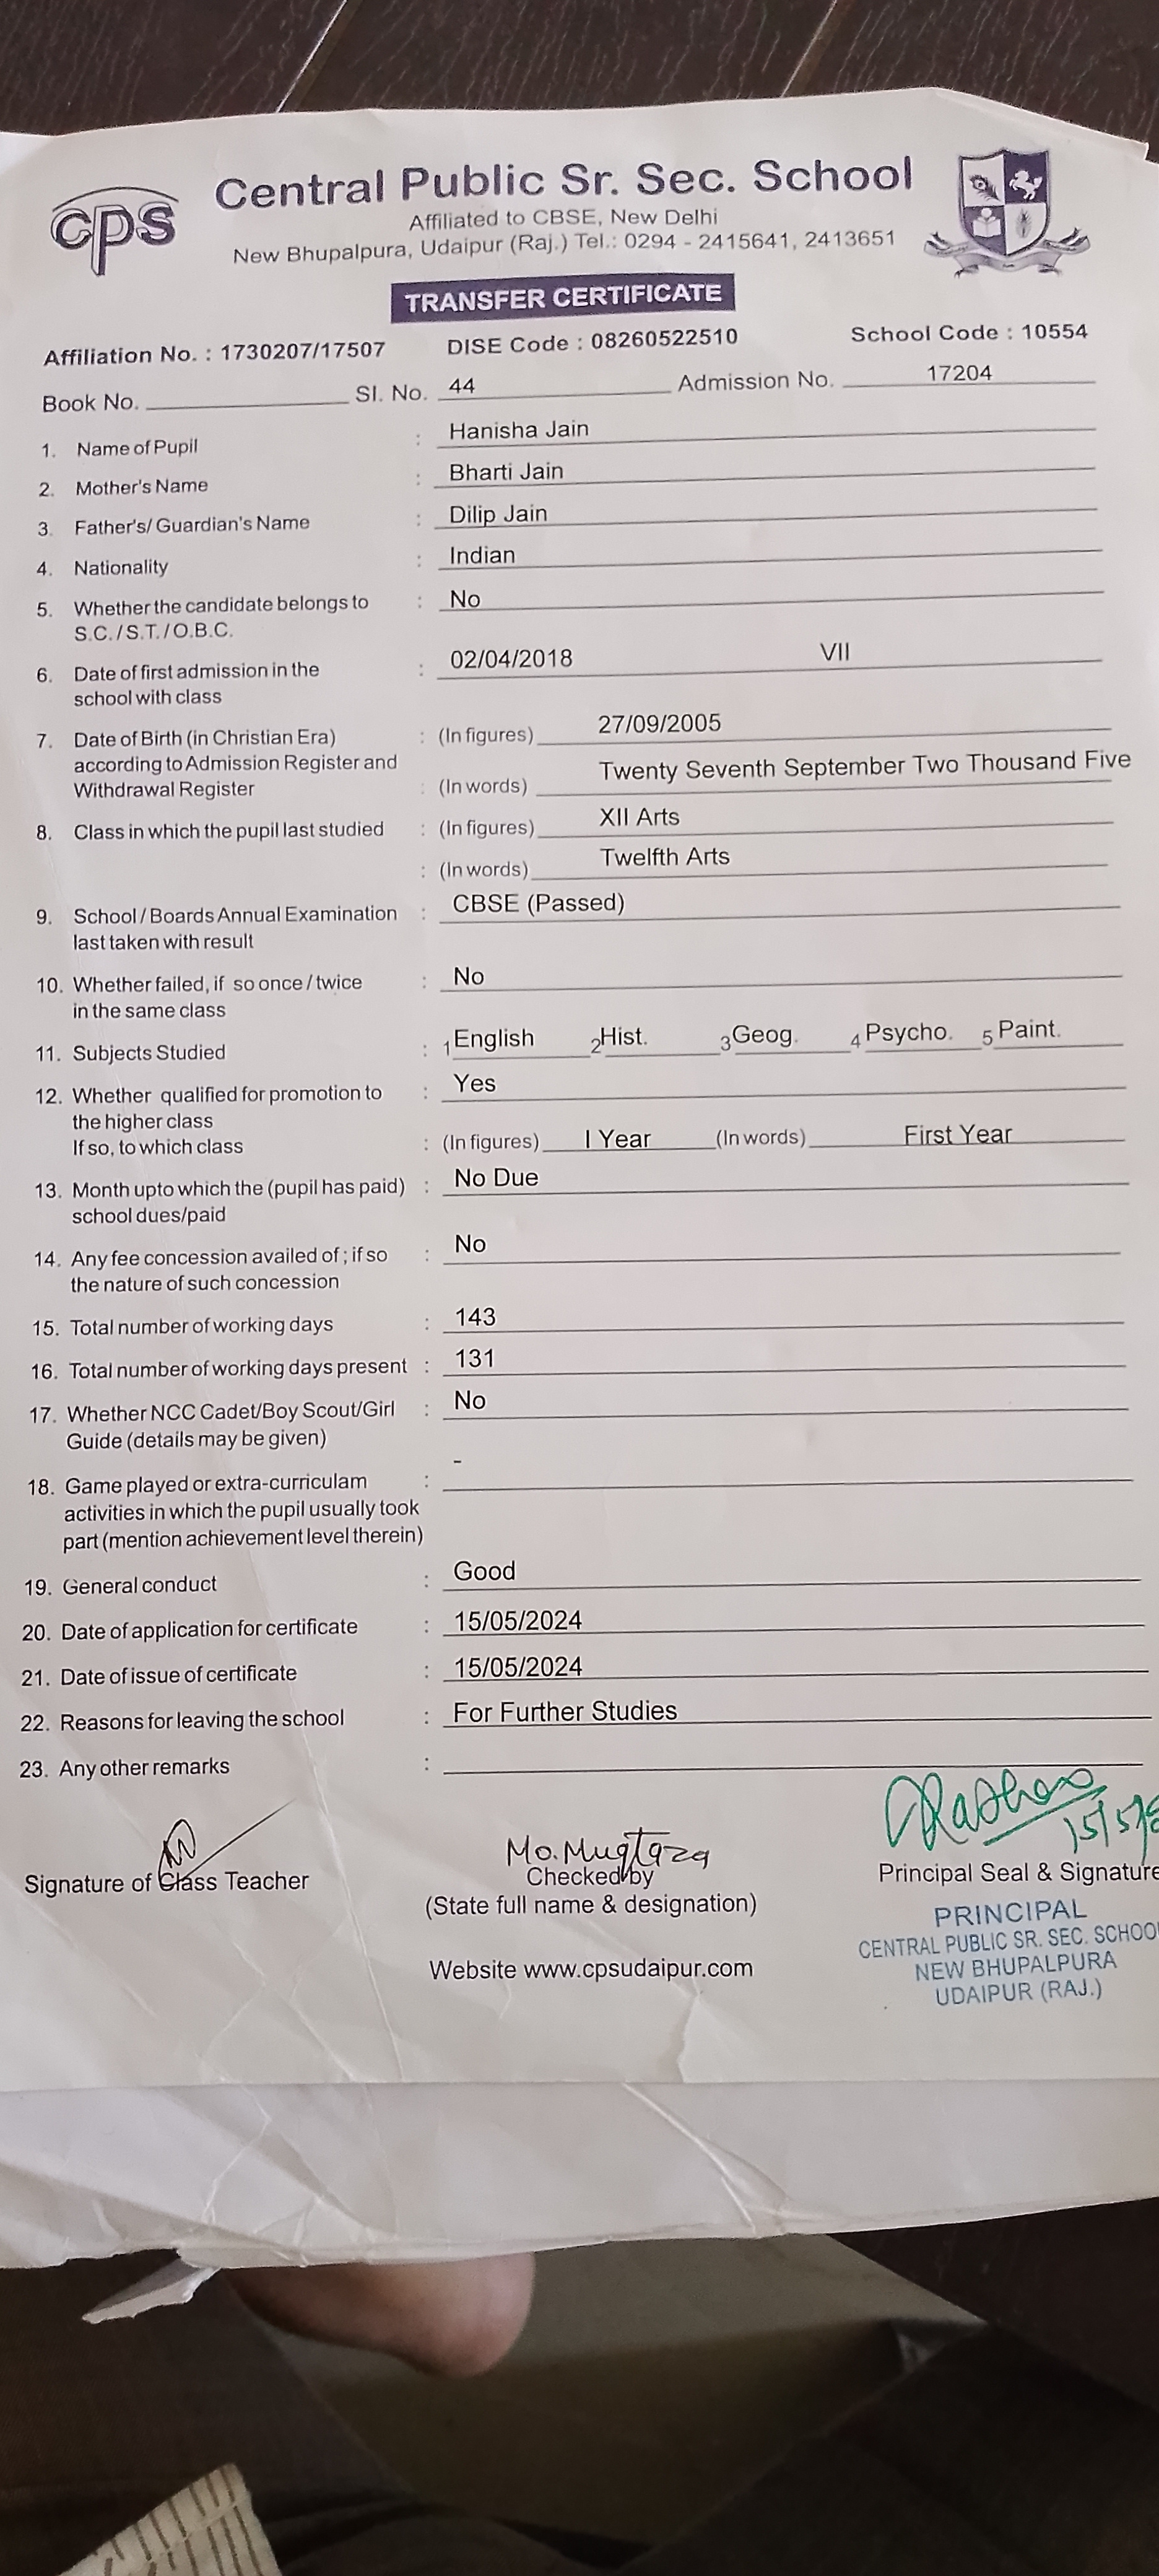 cps
Central Public Sr. Sec. School
Affiliated to CBSE, New Delhi
New Bhupalpura, Udaipur (Raj.) Tel.: 0294 - 2415641, 2413651
TRANSFER CERTIFICATE
Affiliation No. : 1730207/17507 DISE Code : 08260522510 School Code : 10554
Book No. Sl. No. 44 Admission No. 17204
1. Name of Pupil : Hanisha Jain
2. Mother's Name : Bharti Jain
3. Father's/ Guardian's Name : Dilip Jain
4. Nationality : Indian
5. Whether the candidate belongs to : No
S.C./S.T./O.B.C.
6. Date of first admission in the : 02/04/2018 VII
school with class
7. Date of Birth (in Christian Era) : (In figures) 27/09/2005
according to Admission Register and
Withdrawal Register : (In words) Twenty Seventh September Two Thousand Five
8. Class in which the pupil last studied : (In figures) XII Arts
: (In words) Twelfth Arts
9. School / Boards Annual Examination : CBSE (Passed)
last taken with result
10. Whether failed, if so once / twice : No
in the same class
11. Subjects Studied : 1 English 2 Hist. 3 Geog. 4 Psycho. 5 Paint.
12. Whether qualified for promotion to : Yes
the higher class
If so, to which class : (In figures) I Year (In words) First Year
13. Month upto which the (pupil has paid) : No Due
school dues/paid
14. Any fee concession availed of ; if so : No
the nature of such concession
15. Total number of working days : 143
16. Total number of working days present : 131
17. Whether NCC Cadet/Boy Scout/Girl : No
Guide (details may be given)
18. Game played or extra-curriculam : -
activities in which the pupil usually took
part (mention achievement level therein)
19. General conduct : Good
20. Date of application for certificate : 15/05/2024
21. Date of issue of certificate : 15/05/2024
22. Reasons for leaving the school : For Further Studies
23. Any other remarks :
Mo. Mugtaza
Signature of Class Teacher Checked by Principal Seal & Signature
(State full name & designation)
PRINCIPAL
CENTRAL PUBLIC SR. SEC. SCHOOL
NEW BHUPALPURA
UDAIPUR (RAJ.)
Website www.cpsudaipur.com